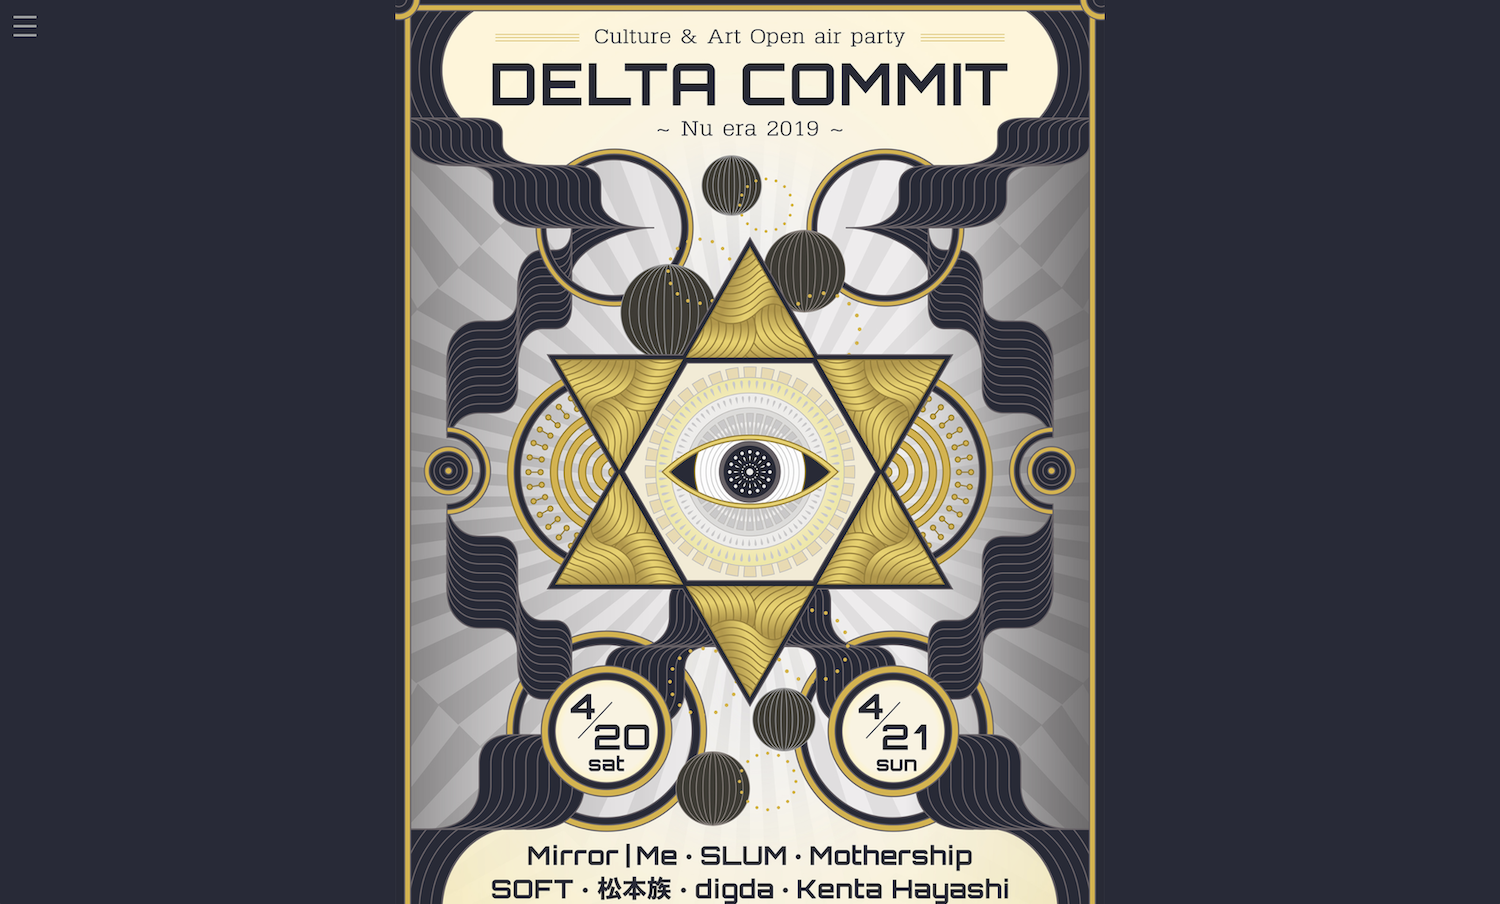 Culture & Art Open air party
DELTA COMMIT
~ Nu era 2019 ~
4/20
sat
4/21
sun
Mirror|Me · SLUM · Mothership
SOFT · 松本族 · digda · Kenta Hayashi